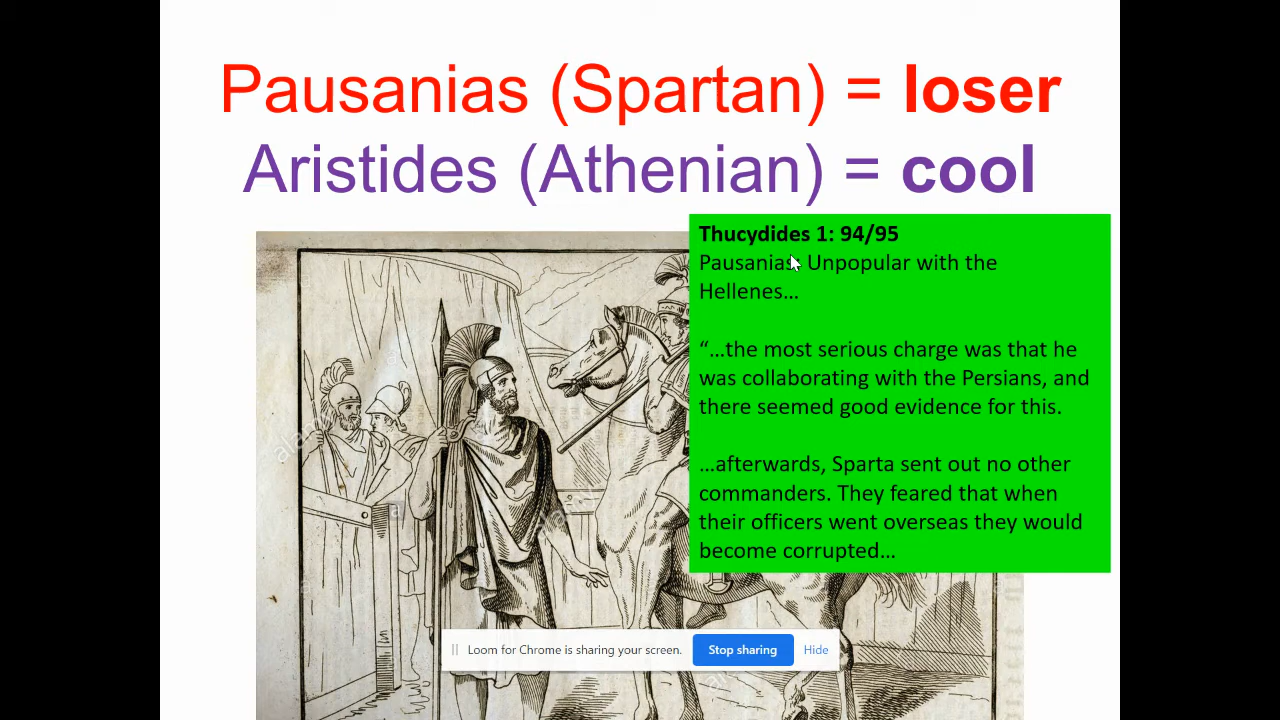 Pausanias (Spartan) = loser
Aristides (Athenian) = cool
Thucydides 1: 94/95
Pausanias: Unpopular with the
Hellenes…
“…the most serious charge was that he
was collaborating with the Persians, and
there seemed good evidence for this.
…afterwards, Sparta sent out no other
commanders. They feared that when
their officers went overseas they would
become corrupted…
Loom for Chrome is sharing your screen.
Stop sharing
Hide